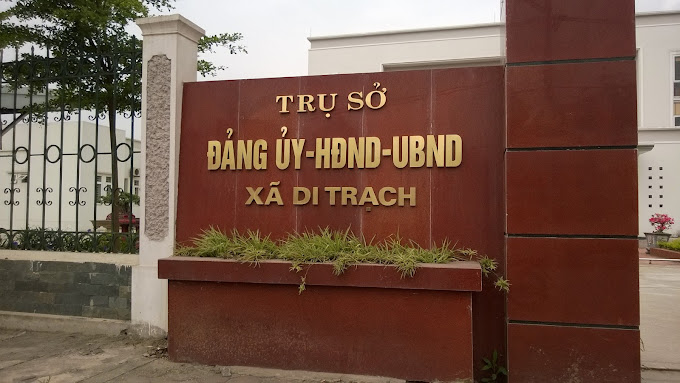 TRỤ SỞ
ĐẢNG ỦY-HĐND-UBND
XÃ DI TRẠCH